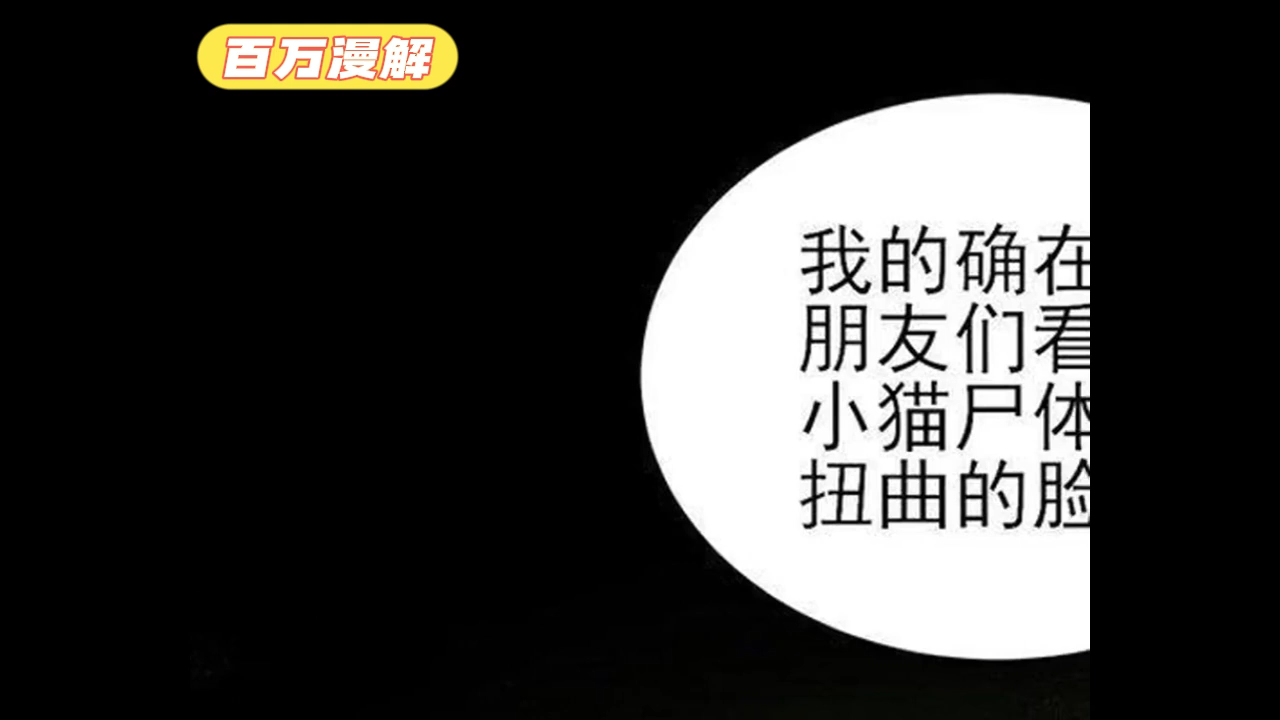 百万漫解
我的确在
朋友们看
小猫尸体
扭曲的脸